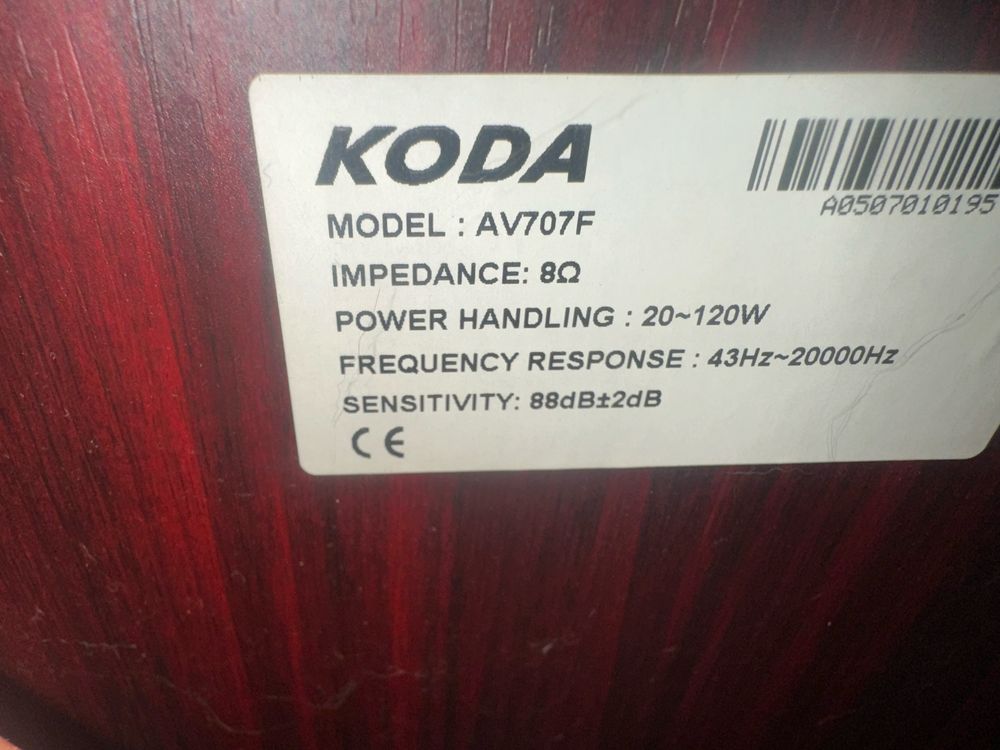 KODA
A0507010195
MODEL : AV707F
IMPEDANCE: 8Ω
POWER HANDLING : 20~120W
FREQUENCY RESPONSE : 43Hz~20000Hz
SENSITIVITY: 88dB±2dB
CE